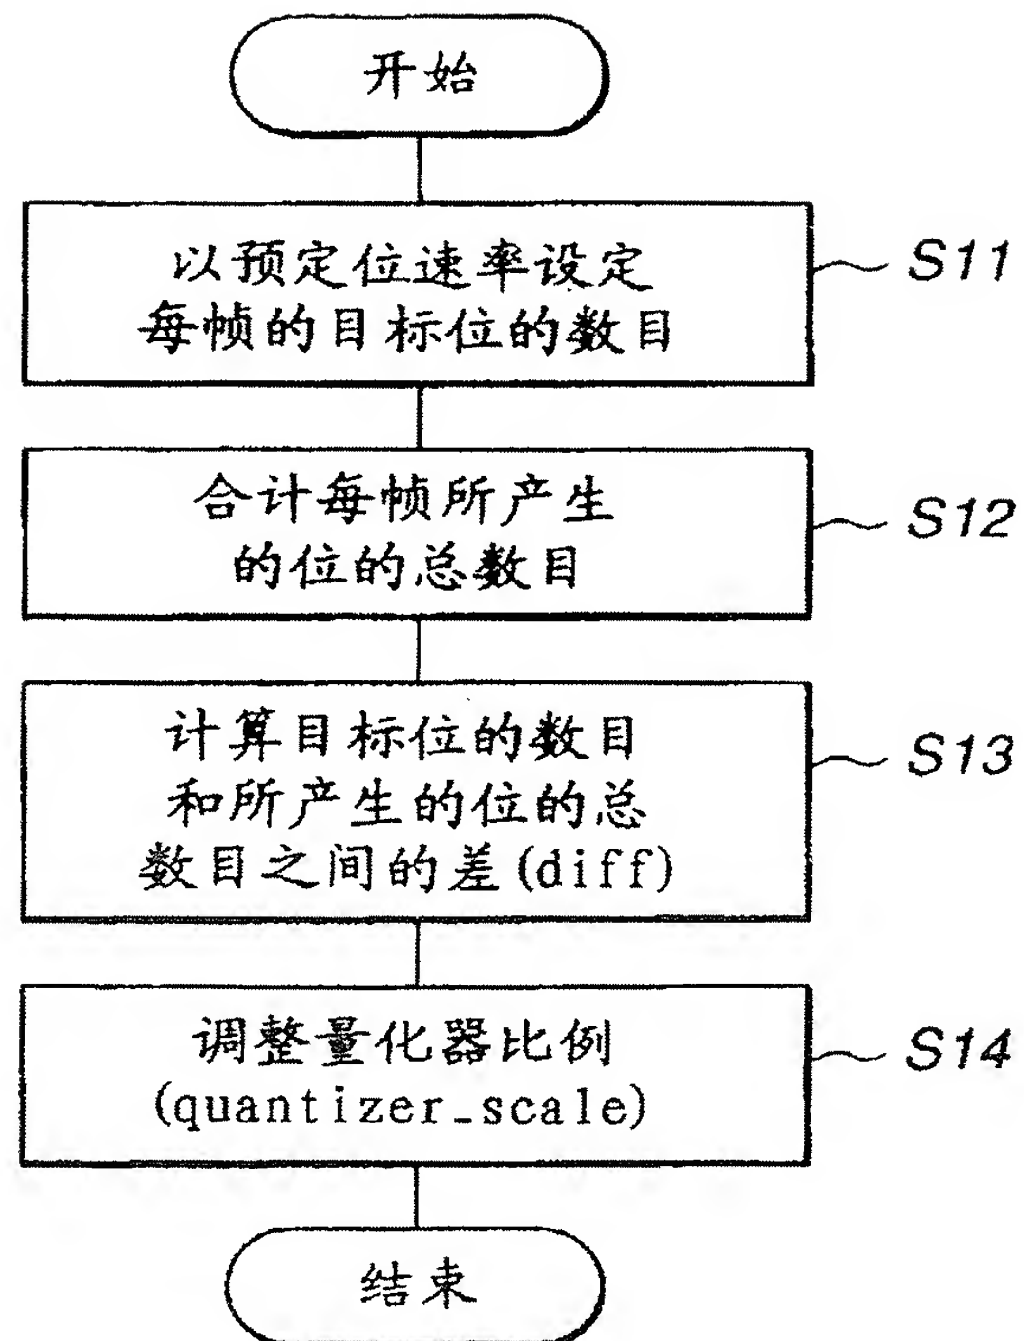 开始
以预定位速率设定
每帧的目标位的数目
S11
合计每帧所产生
的位的总数目
S12
计算目标位的数目
和所产生的位的总
数目之间的差(diff)
S13
调整量化器比例
(quantizer_scale)
S14
结束